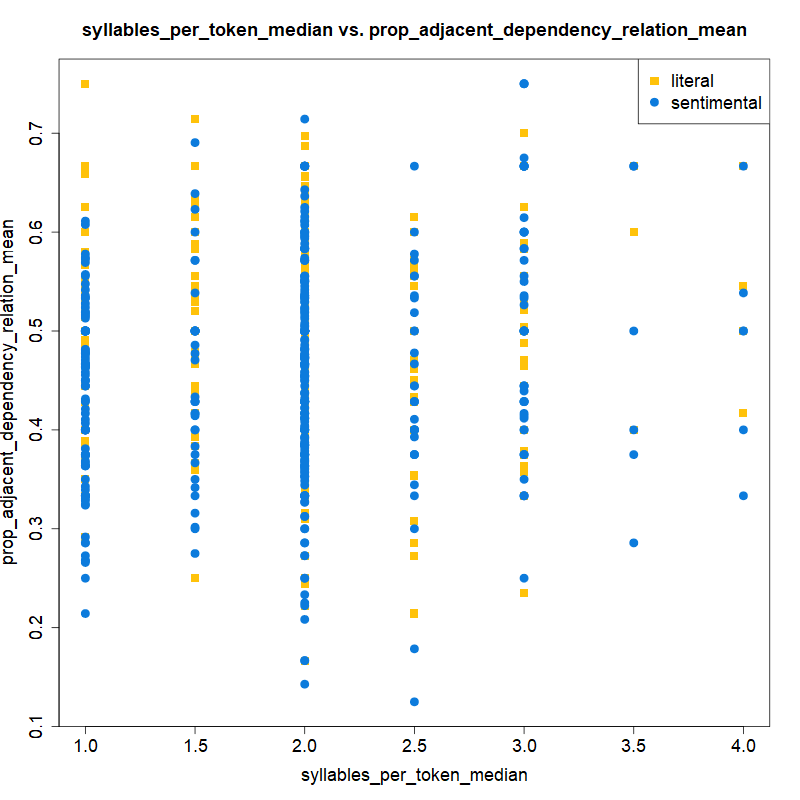 syllables_per_token_median vs. prop_adjacent_dependency_relation_mean
literal
sentimental
prop_adjacent_dependency_relation_mean
0.7
0.6
0.5
0.4
0.3
0.2
0.1
1.0 1.5 2.0 2.5 3.0 3.5 4.0
syllables_per_token_median